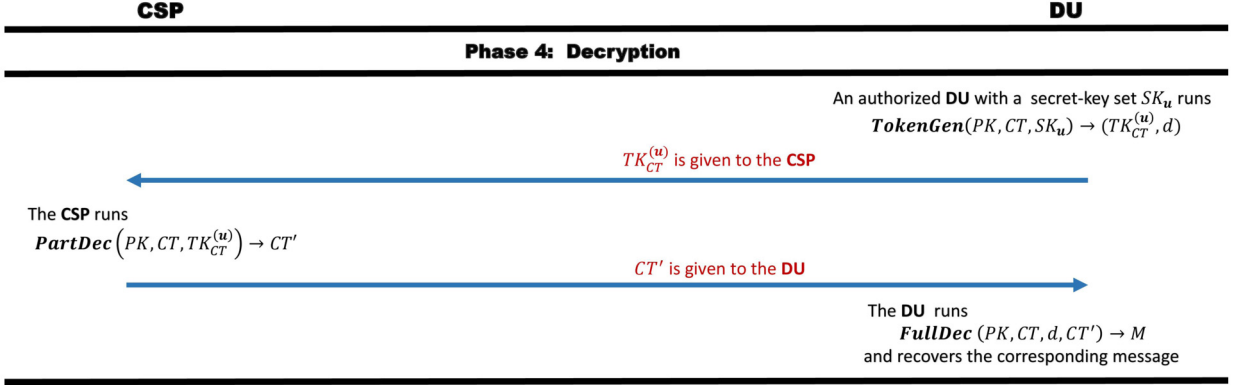 CSP DU
Phase 4: Decryption
An authorized DU with a secret-key set SK_u runs
TokenGen(PK, CT, SK_u) → (TK_CT^(u), d)
TK_CT^(u) is given to the CSP
The CSP runs
PartDec(PK, CT, TK_CT^(u)) → CT′
CT′ is given to the DU
The DU runs
FullDec (PK, CT, d, CT′) → M
and recovers the corresponding message